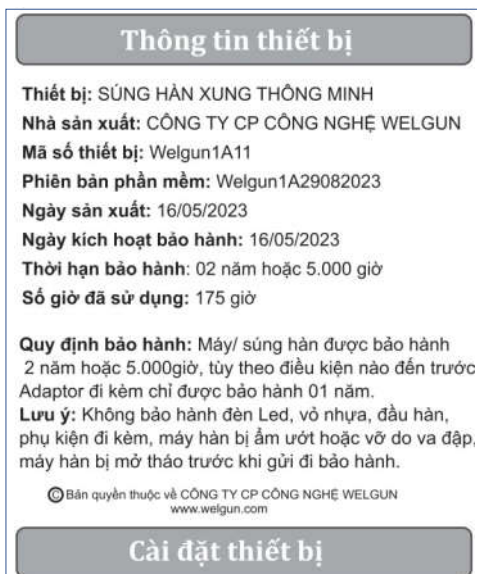 Thông tin thiết bị
Thiết bị: SÚNG HÀN XUNG THÔNG MINH
Nhà sản xuất: CÔNG TY CP CÔNG NGHỆ WELGUN
Mã số thiết bị: Welgun1A11
Phiên bản phần mềm: Welgun1A29082023
Ngày sản xuất: 16/05/2023
Ngày kích hoạt bảo hành: 16/05/2023
Thời hạn bảo hành: 02 năm hoặc 5.000 giờ
Số giờ đã sử dụng: 175 giờ
Quy định bảo hành: Máy/ súng hàn được bảo hành
2 năm hoặc 5.000giờ, tùy theo điều kiện nào đến trước
Adaptor đi kèm chỉ được bảo hành 01 năm.
Lưu ý: Không bảo hành đèn Led, vỏ nhựa, đầu hàn,
phụ kiện đi kèm, máy hàn bị ẩm ướt hoặc vỡ do va đập,
máy hàn bị mở tháo trước khi gửi đi bảo hành.
©Bản quyền thuộc về CÔNG TY CP CÔNG NGHỆ WELGUN
www.welgun.com
Cài đặt thiết bị